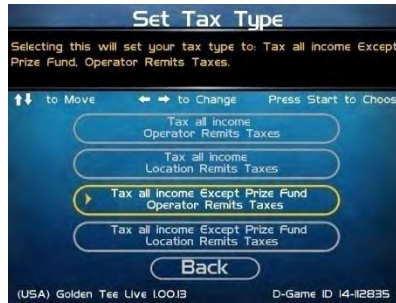 Set Tax Type
Selecting this will set your tax type to: Tax all income Except
Prize Fund, Operator Remits Taxes.
to Move to Change Press Start to Choos
Tax all income
Operator Remits Taxes
Tax all income
Location Remits Taxes
Tax all income Except Prize Fund
Operator Remits Taxes
Tax all income Except Prize Fund
Location Remits Taxes
Back
(USA) Golden Tee Live 1.00.13 D-Game ID 14-112835